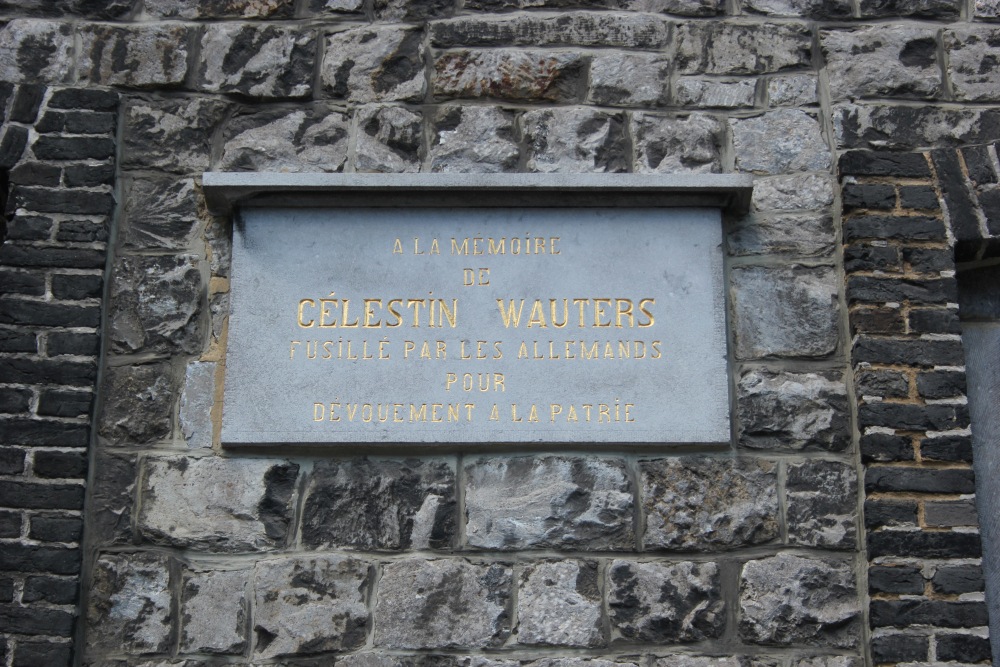 A LA MÉMOIRE
DE
CÉLESTIN WAUTERS
FUSILLÉ PAR LES ALLEMANDS
POUR
DÉVOUEMENT A LA PATRIE